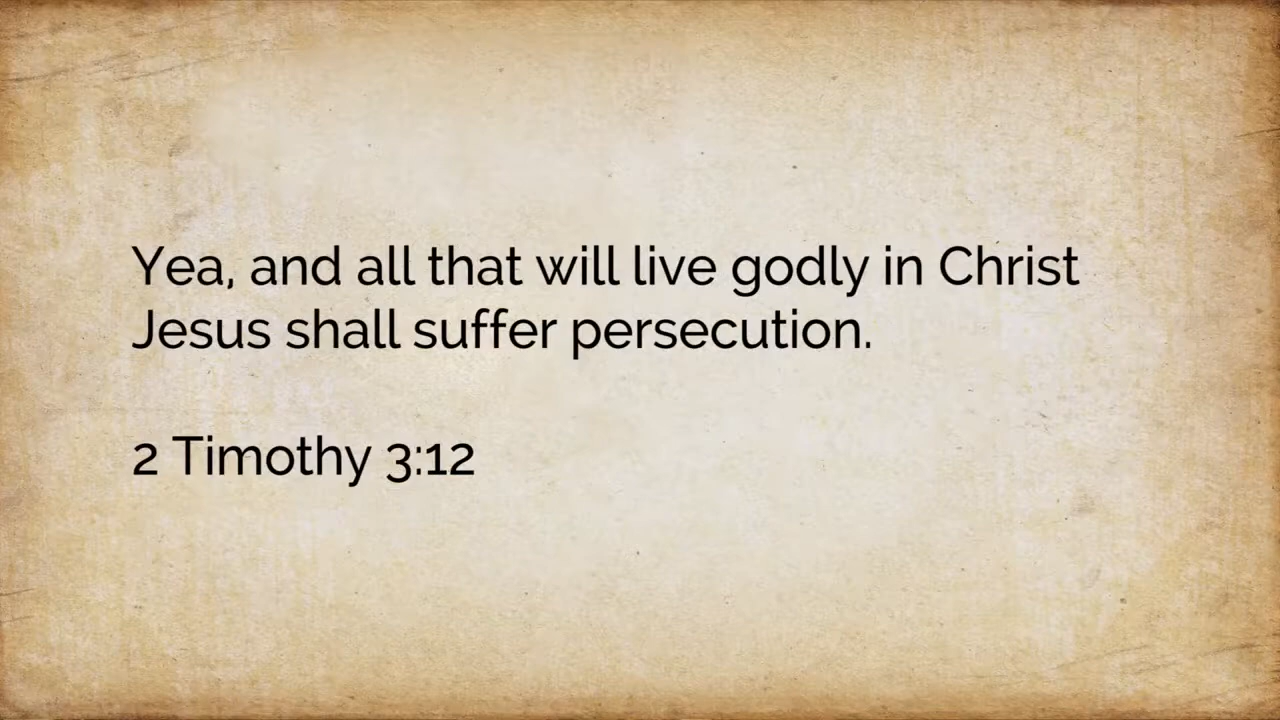 Yea, and all that will live godly in Christ
Jesus shall suffer persecution.
2 Timothy 3:12